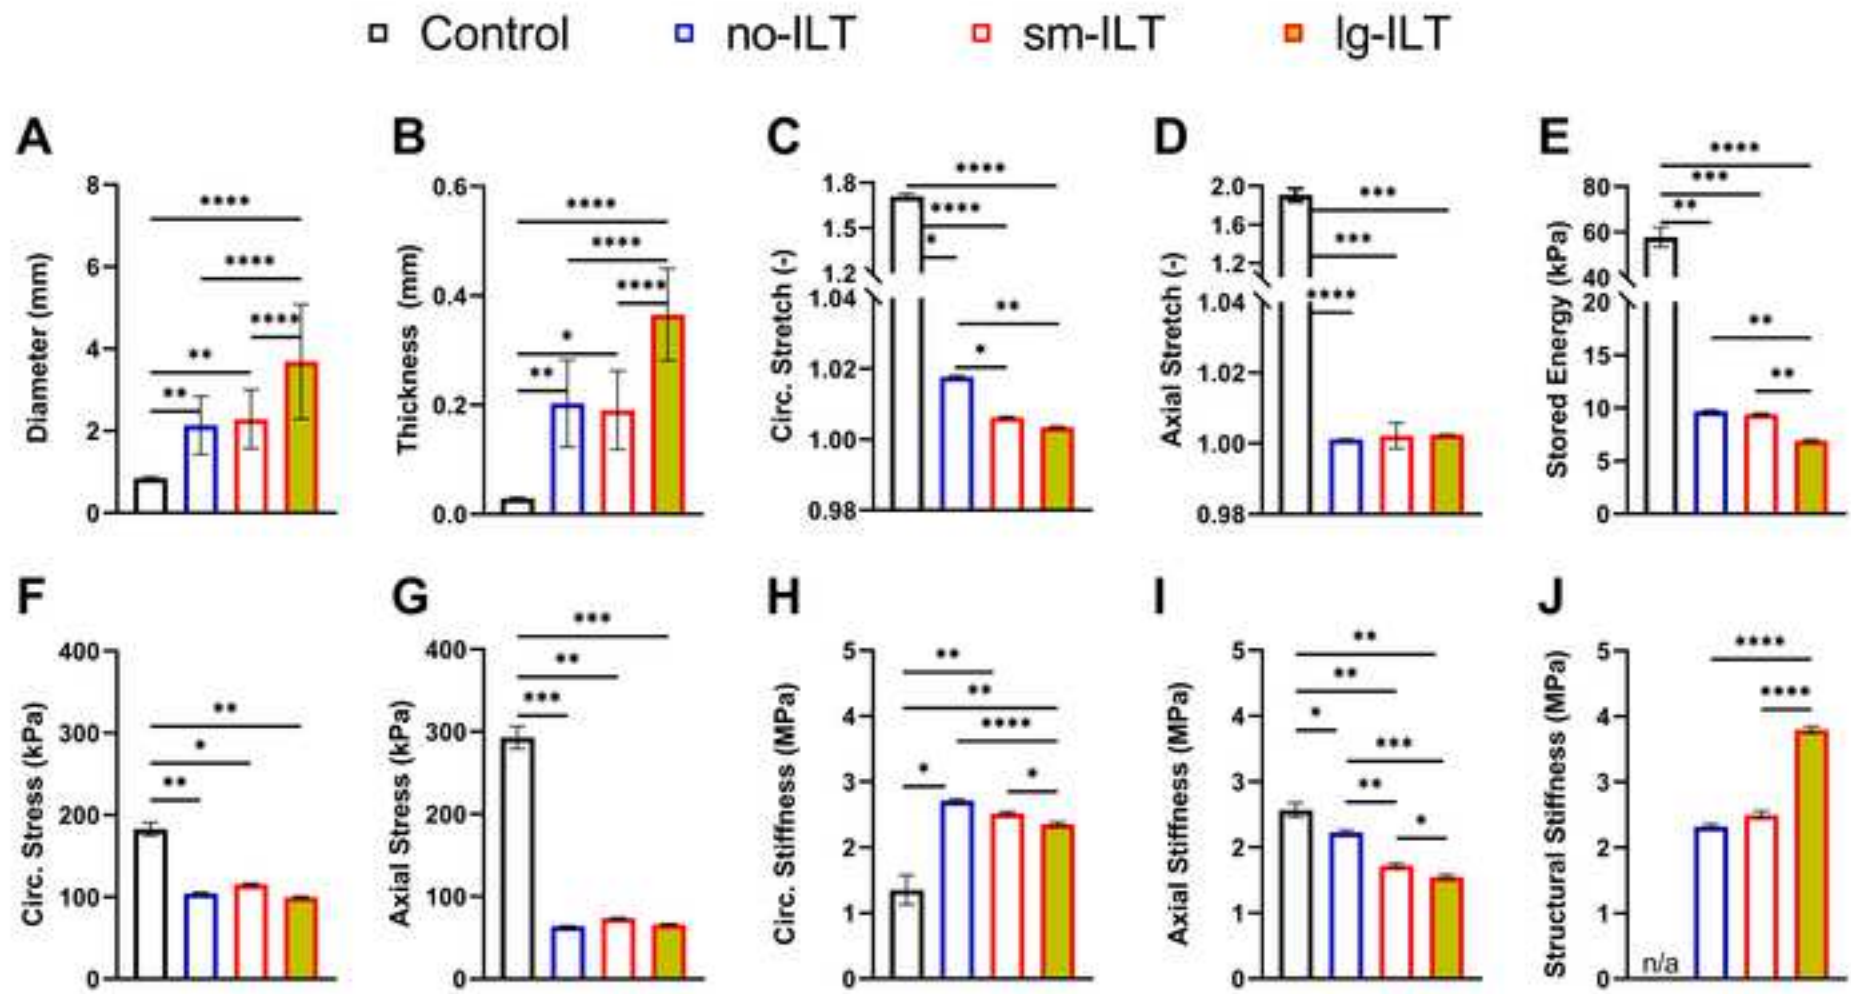 Control no-ILT sm-ILT lg-ILT
A B C D E
Diameter (mm)
8
6
4
2
0
**** **** **** ** **
Thickness (mm)
0.6
0.4
0.2
0.0
**** **** **** * **
Circ. Stretch (-)
1.8
1.5
1.2
1.04
1.02
1.00
0.98
**** **** * ** *
Axial Stretch (-)
2.0
1.6
1.2
1.04
1.02
1.00
0.98
*** *** ****
Stored Energy (kPa)
80
60
40
20
15
10
5
0
**** *** ** ** **
F G H I J
Circ. Stress (kPa)
400
300
200
100
0
** * **
Axial Stress (kPa)
400
300
200
100
0
*** ** ***
Circ. Stiffness (MPa)
5
4
3
2
1
0
** ** **** * *
Axial Stiffness (MPa)
5
4
3
2
1
0
** ** * *** ** *
Structural Stiffness (MPa)
5
4
3
2
1
0
**** ****
n/a